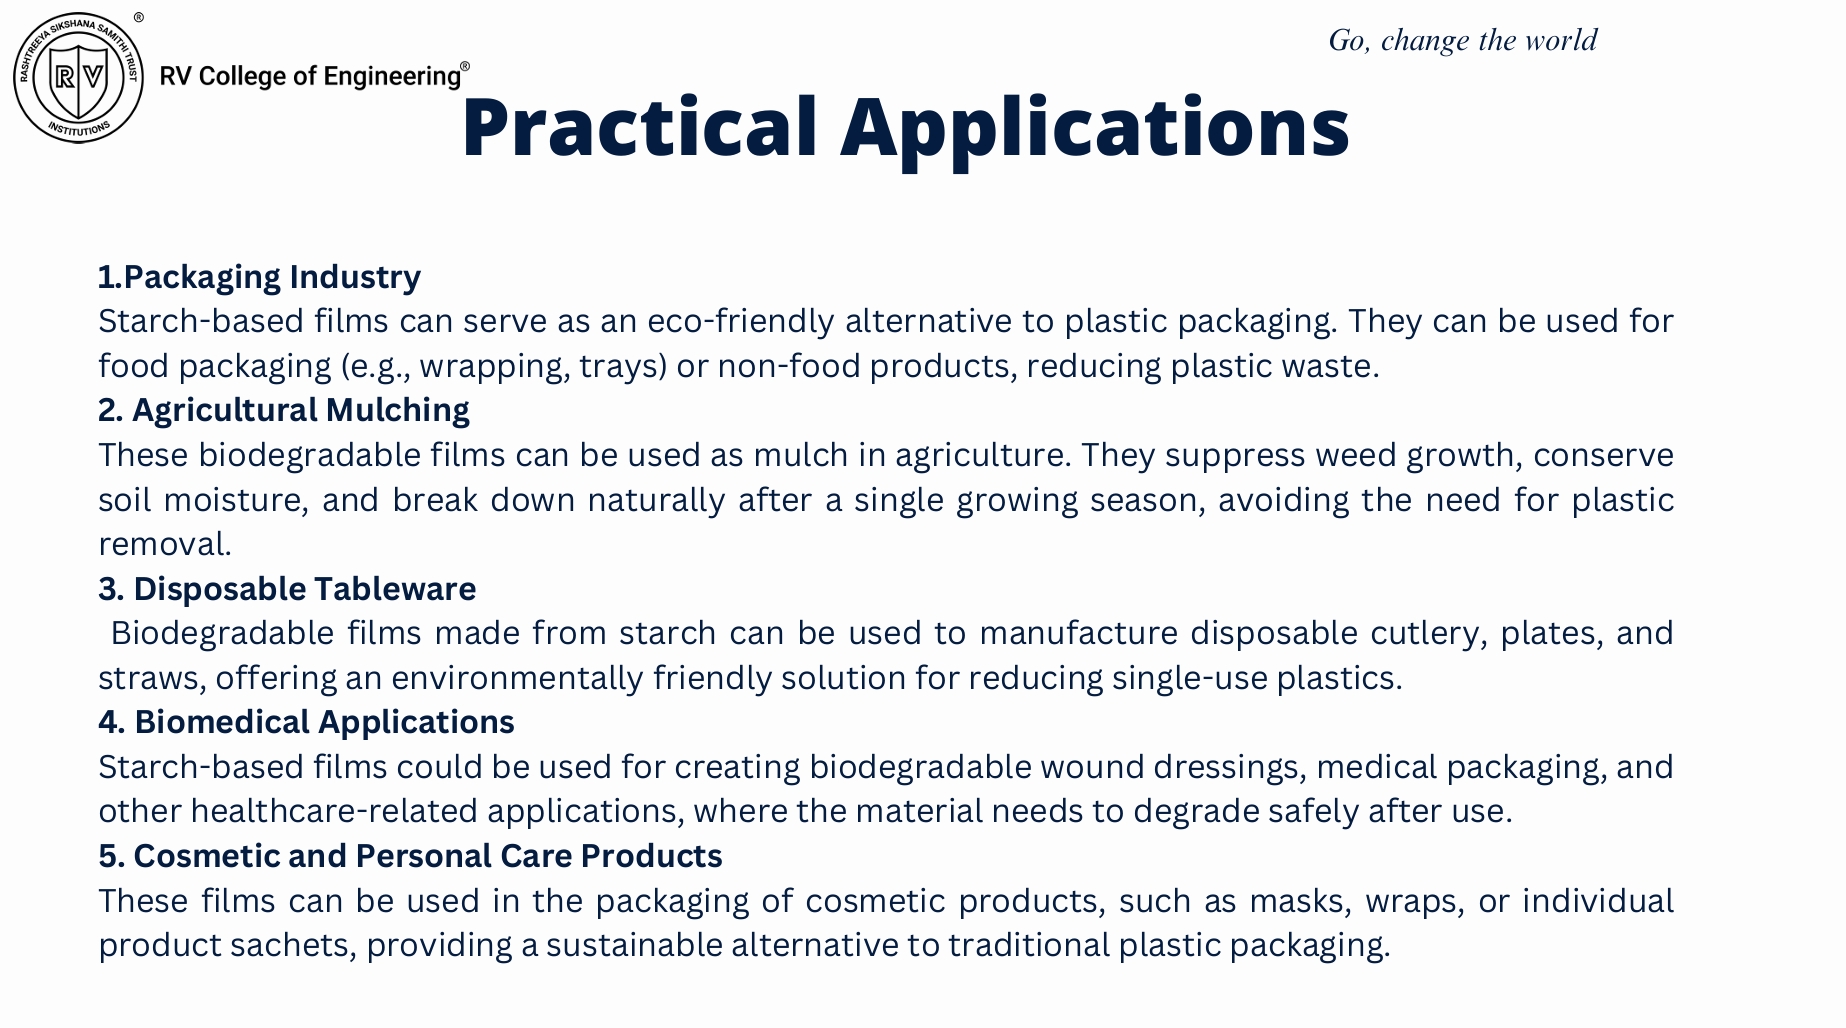 RASHTREEYA SIKSHANA SAMITHI TRUST
®
RV
INSTITUTIONS
RV College of Engineering®
Go, change the world
Practical Applications
1.Packaging Industry
Starch-based films can serve as an eco-friendly alternative to plastic packaging. They can be used for
food packaging (e.g., wrapping, trays) or non-food products, reducing plastic waste.
2. Agricultural Mulching
These biodegradable films can be used as mulch in agriculture. They suppress weed growth, conserve
soil moisture, and break down naturally after a single growing season, avoiding the need for plastic
removal.
3. Disposable Tableware
Biodegradable films made from starch can be used to manufacture disposable cutlery, plates, and
straws, offering an environmentally friendly solution for reducing single-use plastics.
4. Biomedical Applications
Starch-based films could be used for creating biodegradable wound dressings, medical packaging, and
other healthcare-related applications, where the material needs to degrade safely after use.
5. Cosmetic and Personal Care Products
These films can be used in the packaging of cosmetic products, such as masks, wraps, or individual
product sachets, providing a sustainable alternative to traditional plastic packaging.